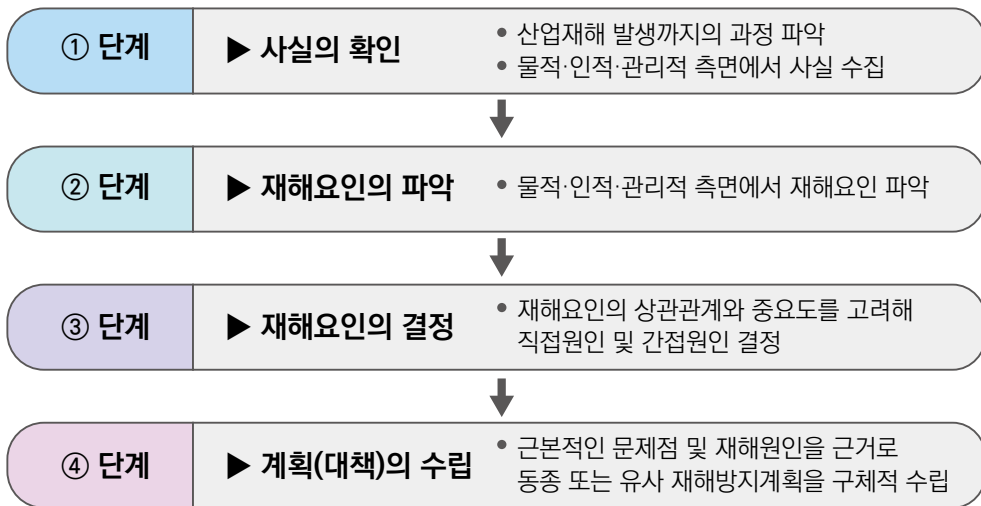 ① 단계
▶ 사실의 확인
• 산업재해 발생까지의 과정 파악
• 물적·인적·관리적 측면에서 사실 수집
② 단계
▶ 재해요인의 파악
• 물적·인적·관리적 측면에서 재해요인 파악
③ 단계
▶ 재해요인의 결정
• 재해요인의 상관관계와 중요도를 고려해
직접원인 및 간접원인 결정
④ 단계
▶ 계획(대책)의 수립
• 근본적인 문제점 및 재해원인을 근거로
동종 또는 유사 재해방지계획을 구체적 수립